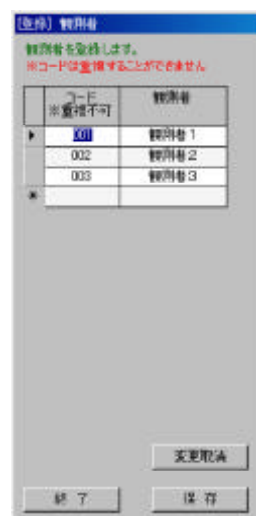 [登録] 観測者
観測者を登録します。
※コードは重複することができません
コード 観測者
※重複不可
001 観測者1
002 観測者2
003 観測者3
変更取消
終了 保存